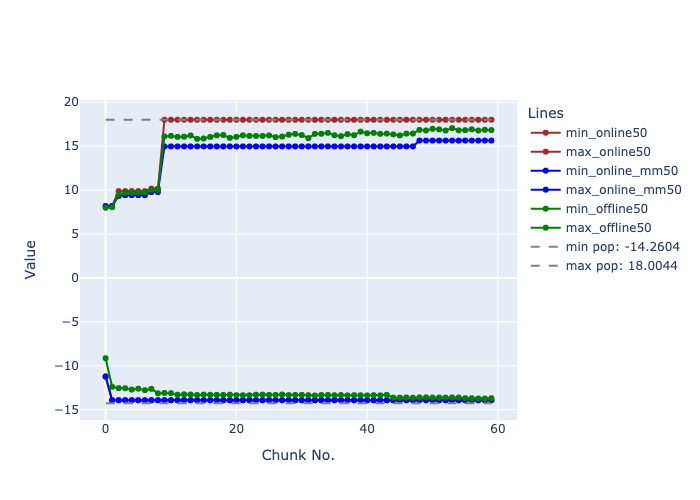 20
15
10
5
0
−5
−10
−15
0
20
40
60
Value
Chunk No.
Lines
min_online50
max_online50
min_online_mm50
max_online_mm50
min_offline50
max_offline50
min pop: -14.2604
max pop: 18.0044